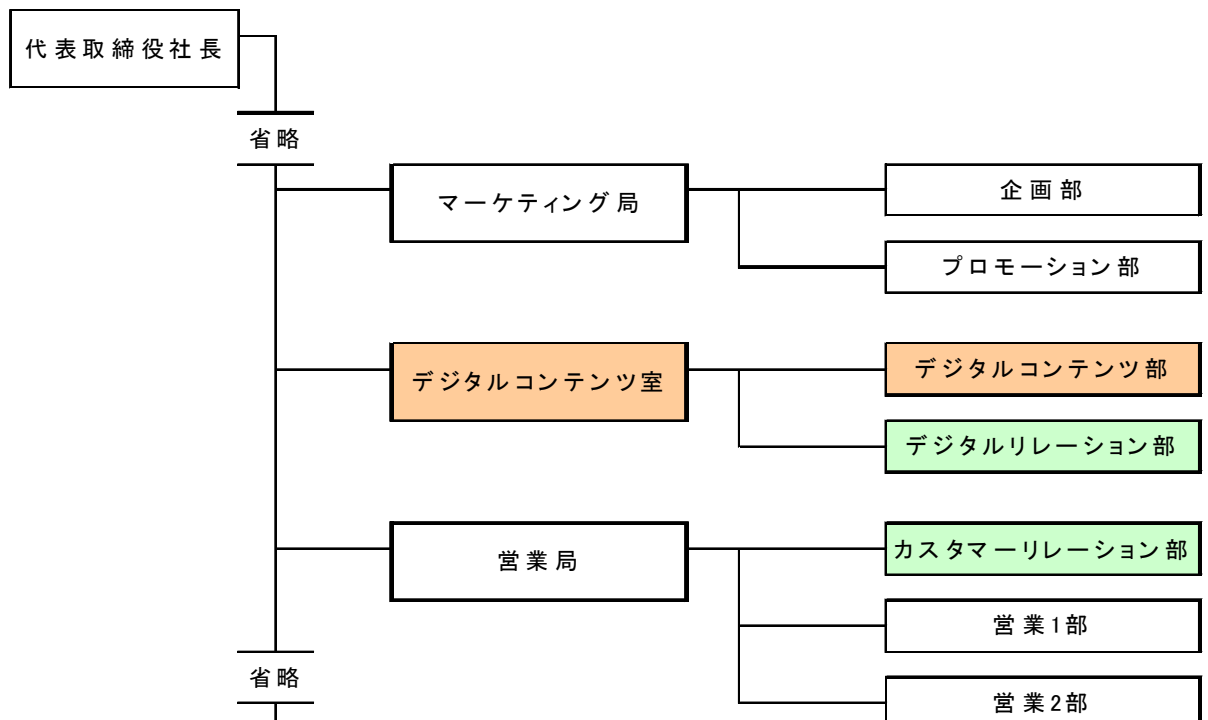 代表取締役社長
省略
マーケティング局
企画部
プロモーション部
デジタルコンテンツ室
デジタルコンテンツ部
デジタルリレーション部
営業局
カスタマーリレーション部
営業1部
省略
営業2部